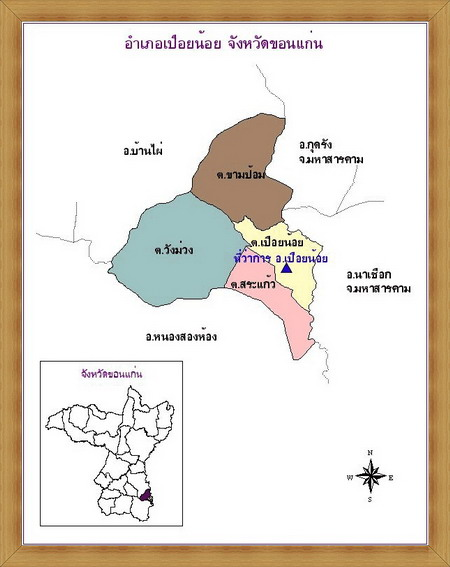 อำเภอเปือยน้อย จังหวัดขอนแก่น
อ.บ้านไผ่
อ.กุดรัง
จ.มหาสารคาม
ต.ขามป้อม
ต.วังม่วง
ต.เปือยน้อย
ที่ว่าการ อ.เปือยน้อย
ต.สระแก้ว
อ.นาเชือก
จ.มหาสารคาม
อ.หนองสองห้อง
จังหวัดขอนแก่น
N
W E
S